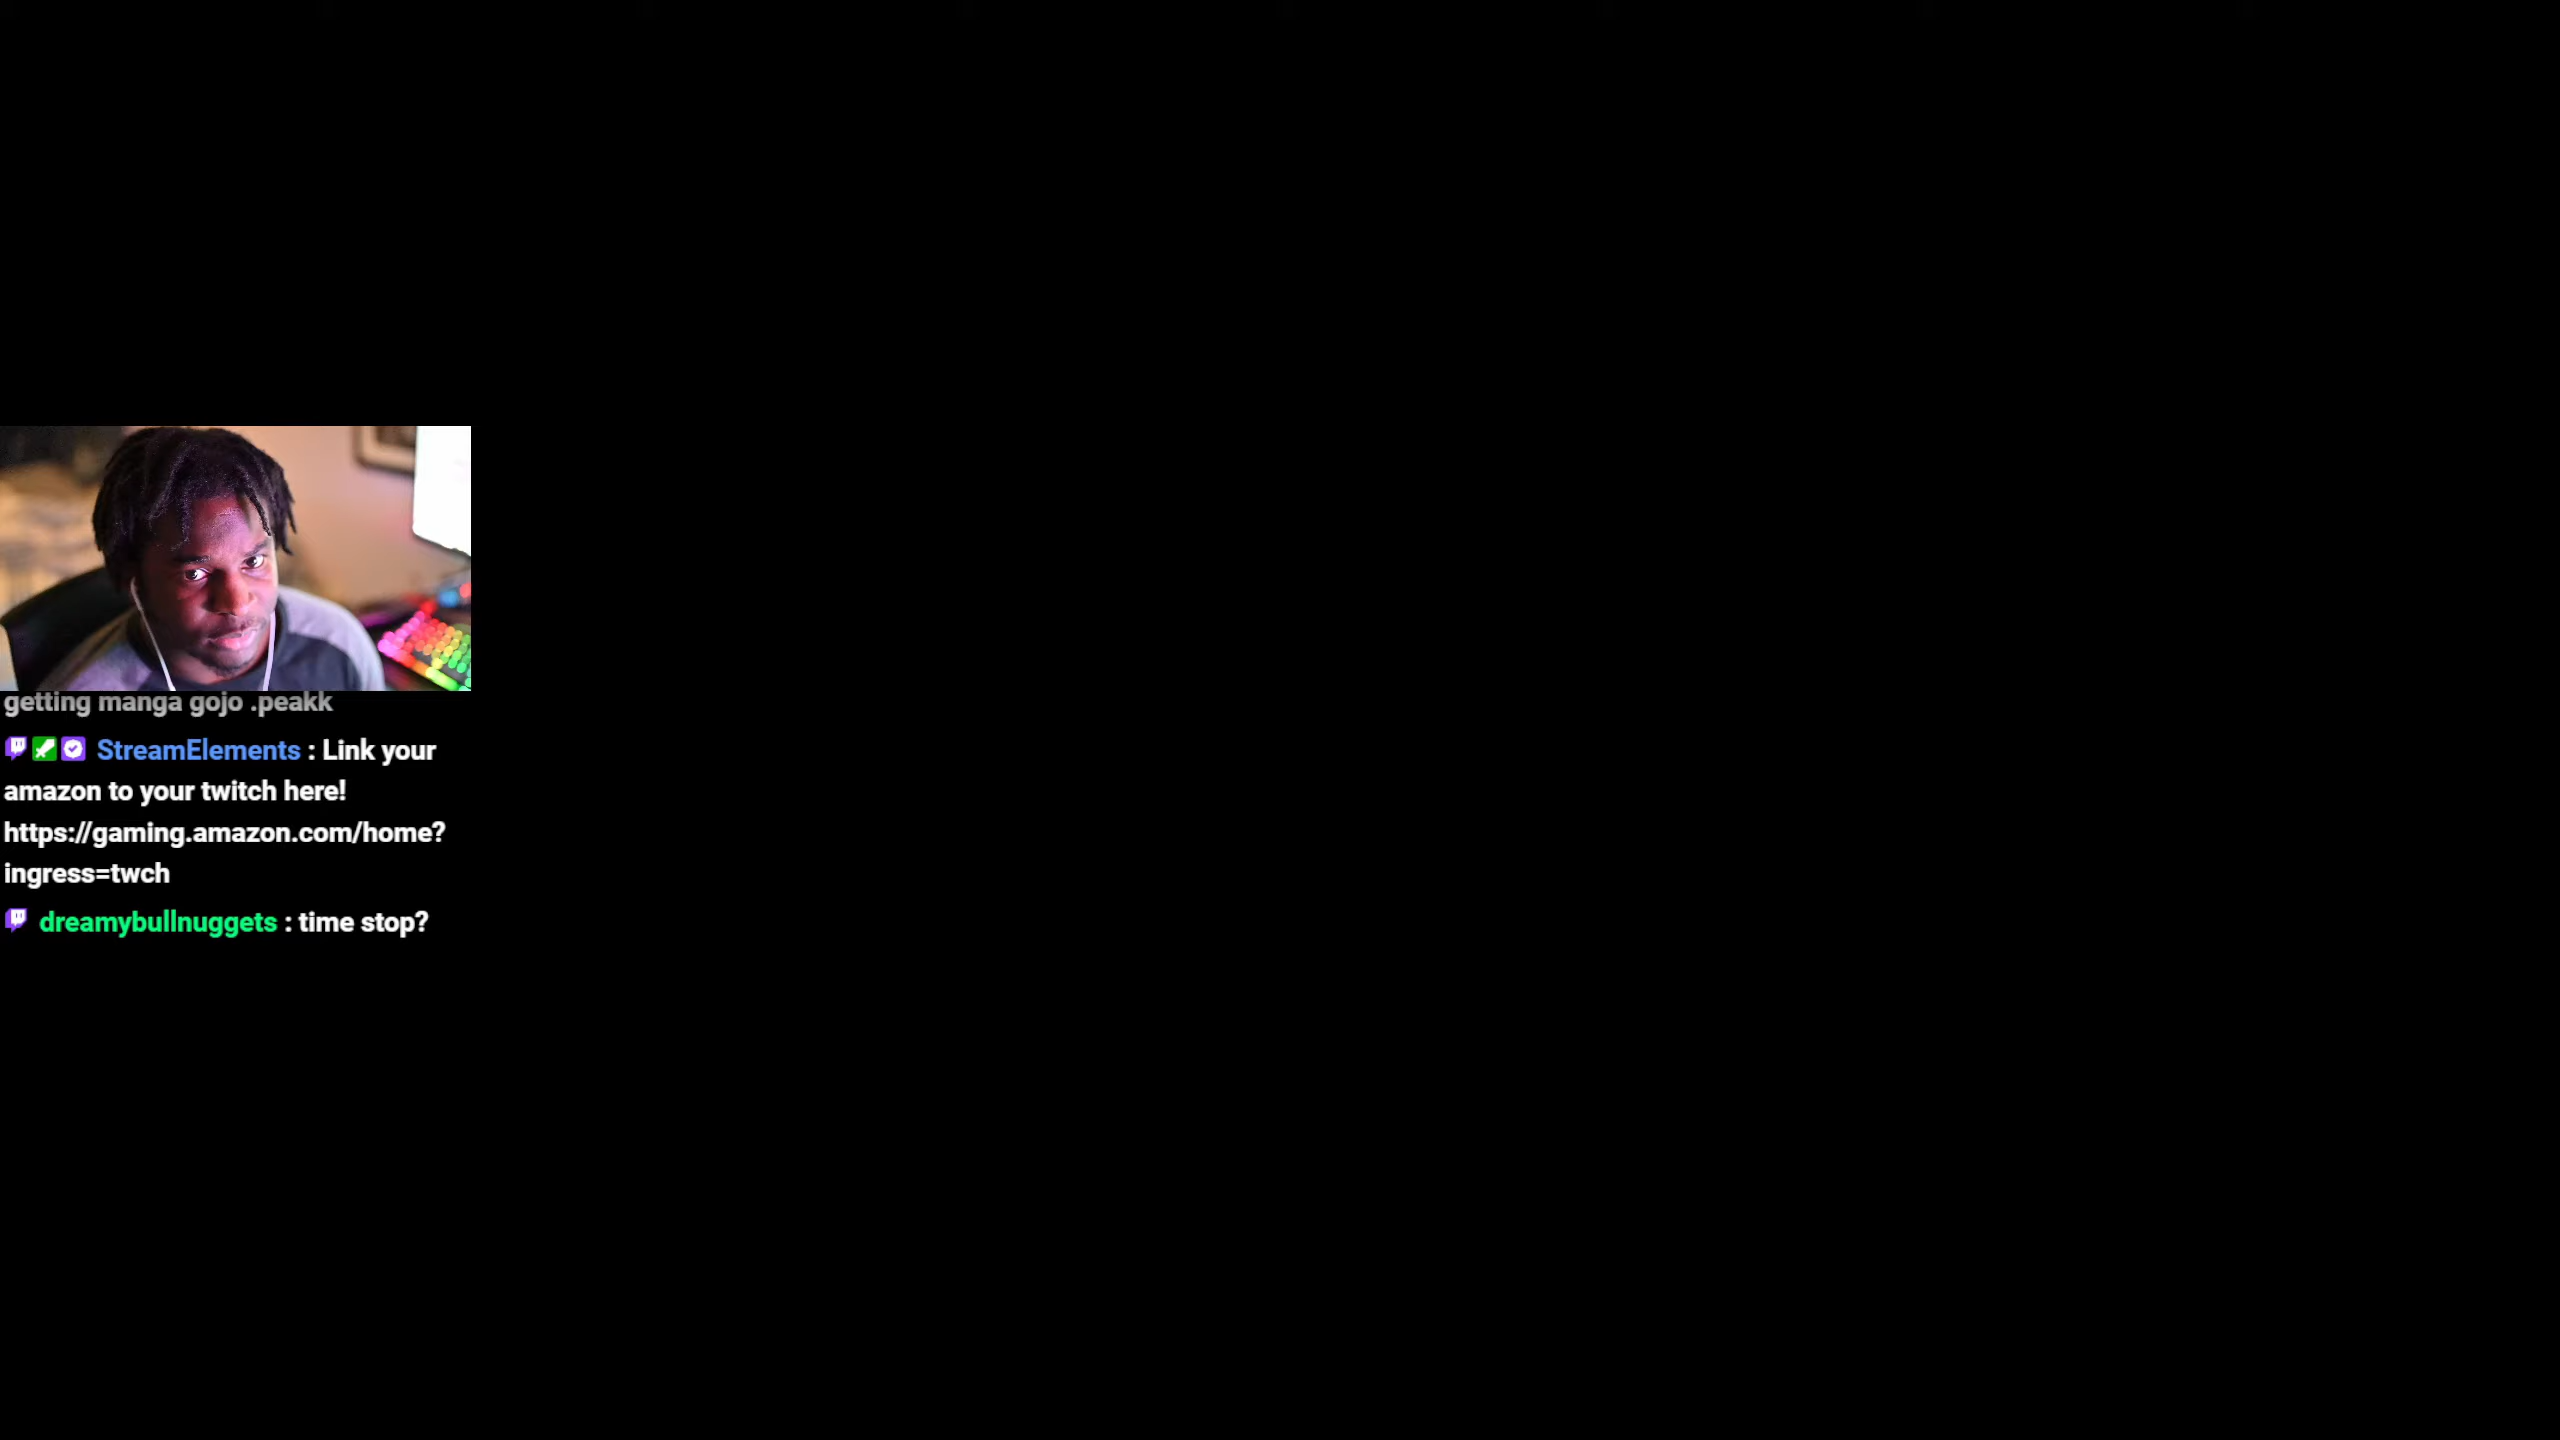 getting manga gojo .peakk
StreamElements : Link your
amazon to your twitch here!
https://gaming.amazon.com/home?
ingress=twch
dreamybullnuggets : time stop?